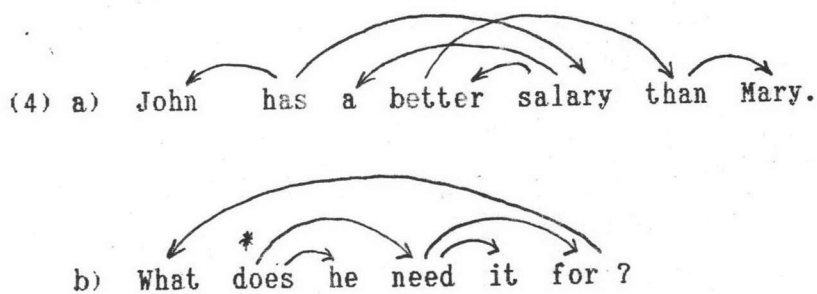 (4) a) John has a better salary than Mary.
*
b) What does he need it for ?